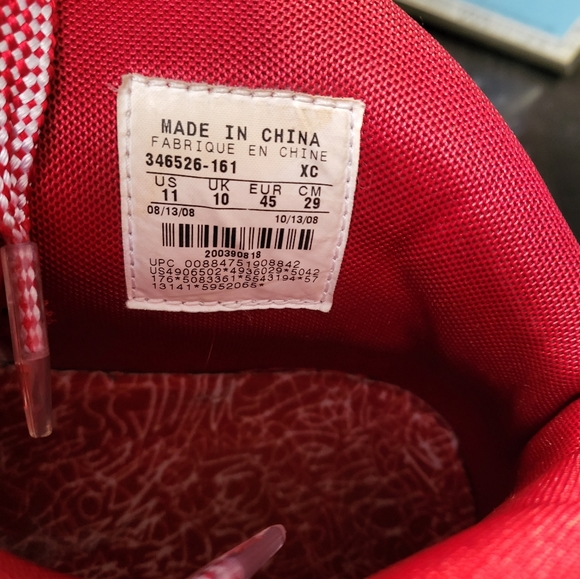 MADE IN CHINA
FABRIQUE EN CHINE
346526-161 XC
US UK EUR CM
11 10 45 29
08/13/08 10/13/08
200390818
UPC 00884751908842
US4906502*4936029*5042
176*5083361*5543194*57
13141*5952065*